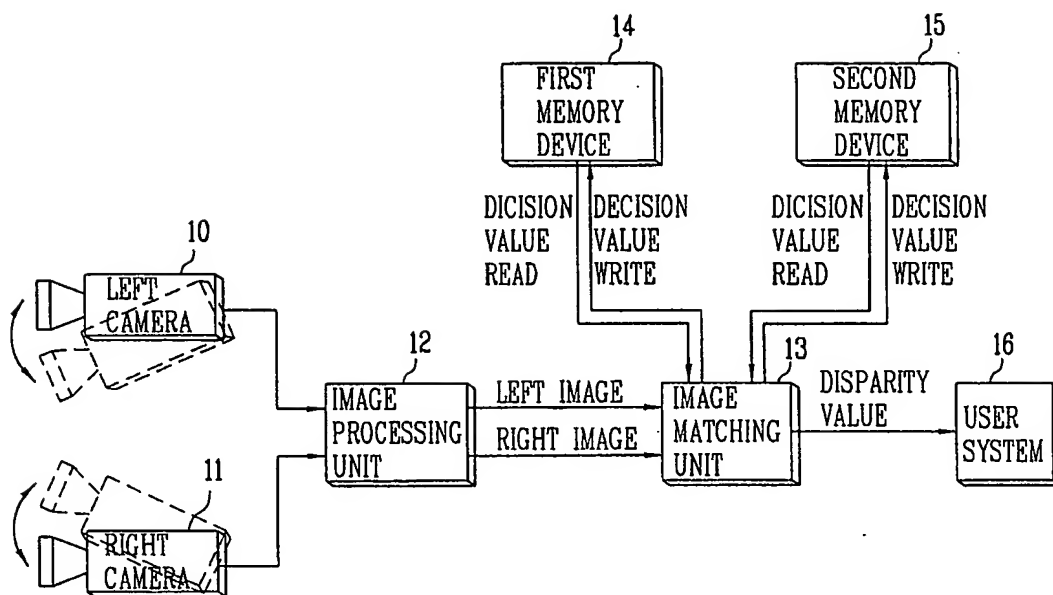 14
FIRST
MEMORY
DEVICE
15
SECOND
MEMORY
DEVICE
DICISION
VALUE
READ
DECISION
VALUE
WRITE
DICISION
VALUE
READ
DECISION
VALUE
WRITE
10
LEFT
CAMERA
12
IMAGE
PROCESSING
UNIT
LEFT IMAGE
RIGHT IMAGE
13
IMAGE
MATCHING
UNIT
DISPARITY
VALUE
16
USER
SYSTEM
11
RIGHT
CAMERA